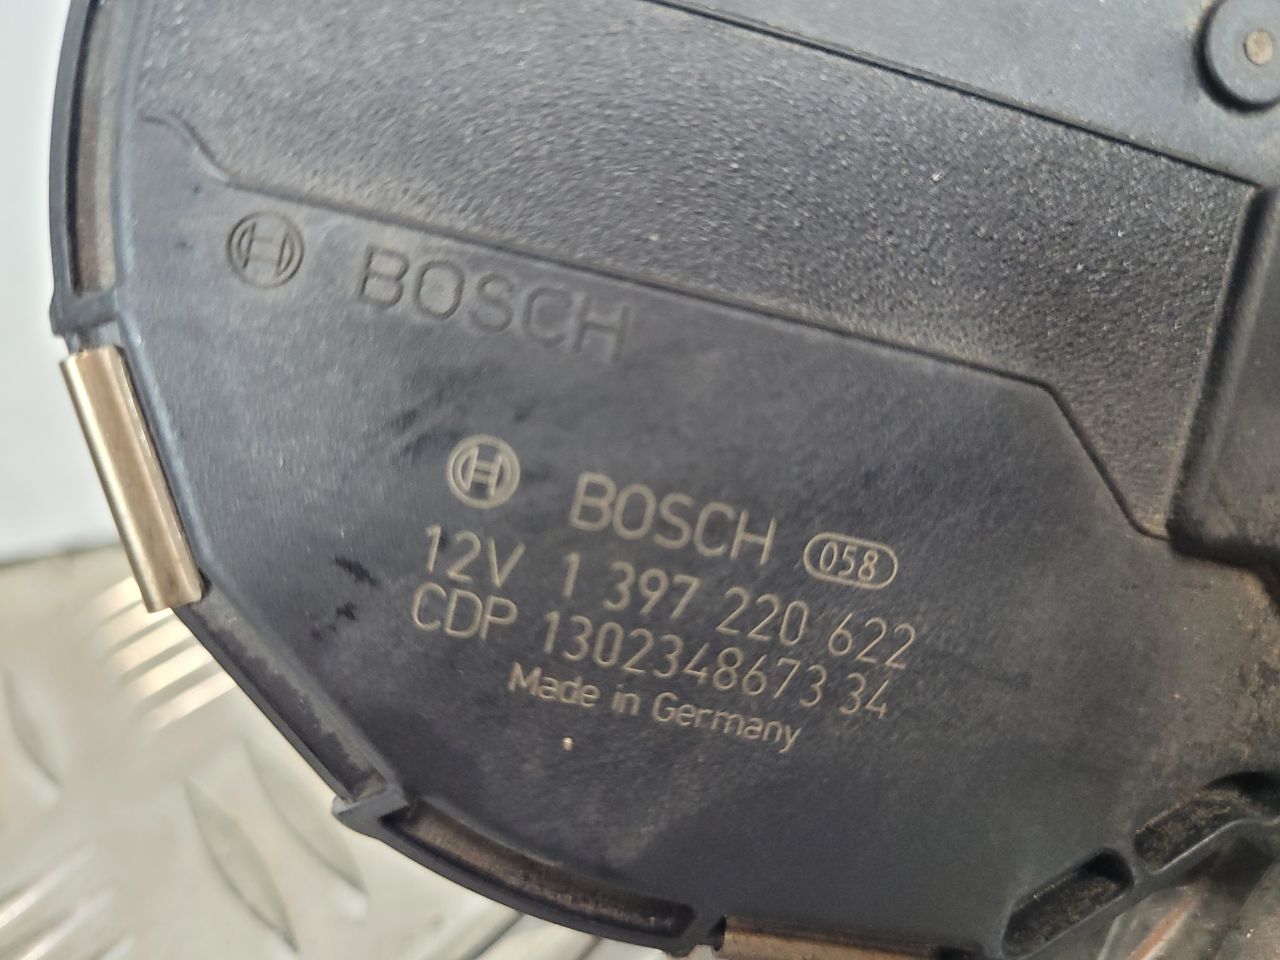 BOSCH
BOSCH 058
12V 1 397 220 622
CDP 1302348673 34
Made in Germany